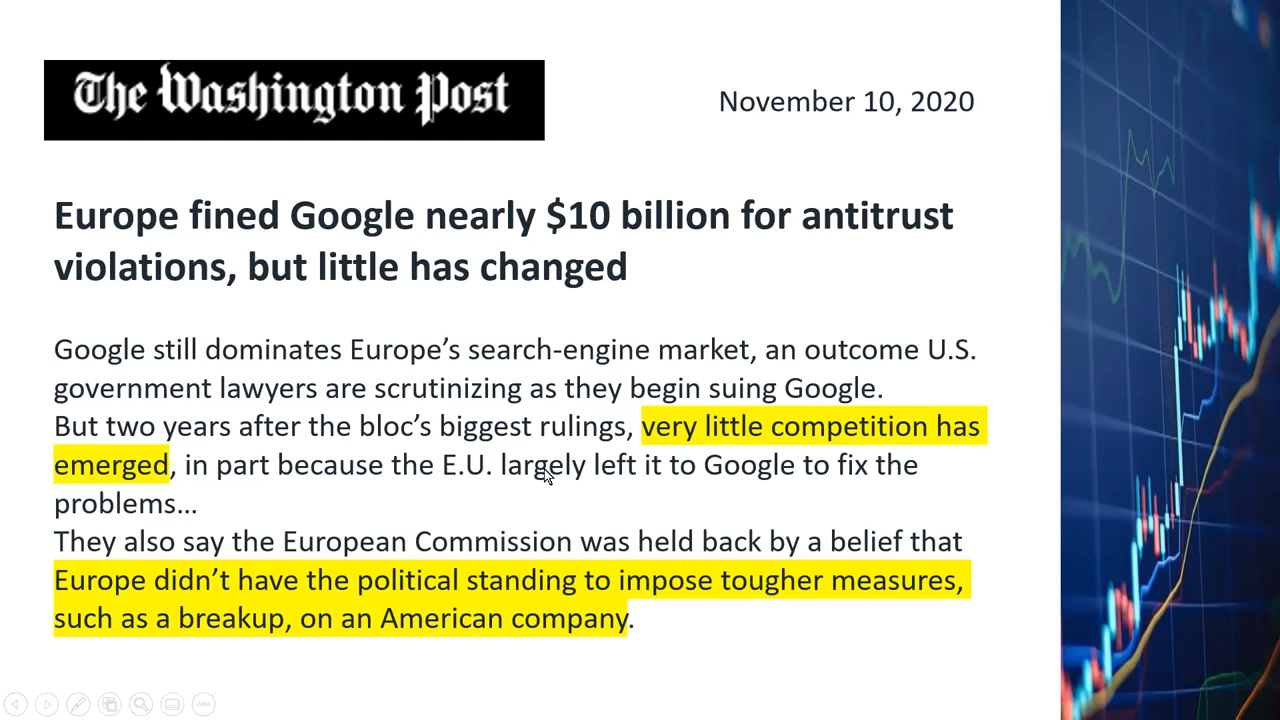 The Washington Post
November 10, 2020
Europe fined Google nearly $10 billion for antitrust
violations, but little has changed
Google still dominates Europe’s search-engine market, an outcome U.S.
government lawyers are scrutinizing as they begin suing Google.
But two years after the bloc’s biggest rulings, very little competition has
emerged, in part because the E.U. largely left it to Google to fix the
problems…
They also say the European Commission was held back by a belief that
Europe didn’t have the political standing to impose tougher measures,
such as a breakup, on an American company.